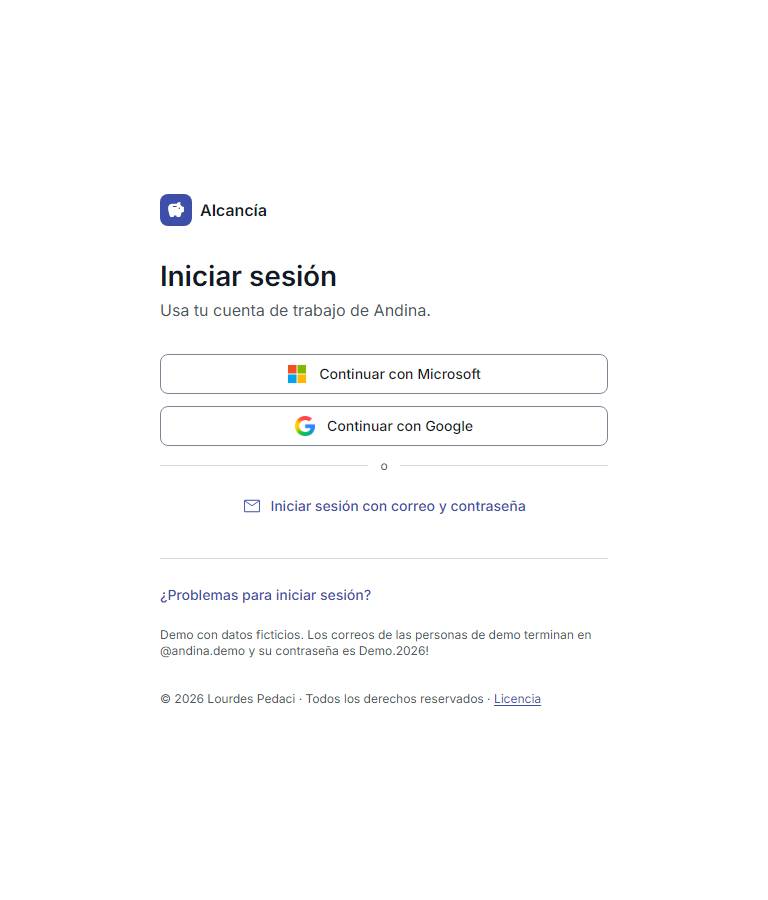 Alcancía
Iniciar sesión
Usa tu cuenta de trabajo de Andina.
Continuar con Microsoft
Continuar con Google
o
Iniciar sesión con correo y contraseña
¿Problemas para iniciar sesión?
Demo con datos ficticios. Los correos de las personas de demo terminan en
@andina.demo y su contraseña es Demo.2026!
© 2026 Lourdes Pedaci · Todos los derechos reservados · Licencia